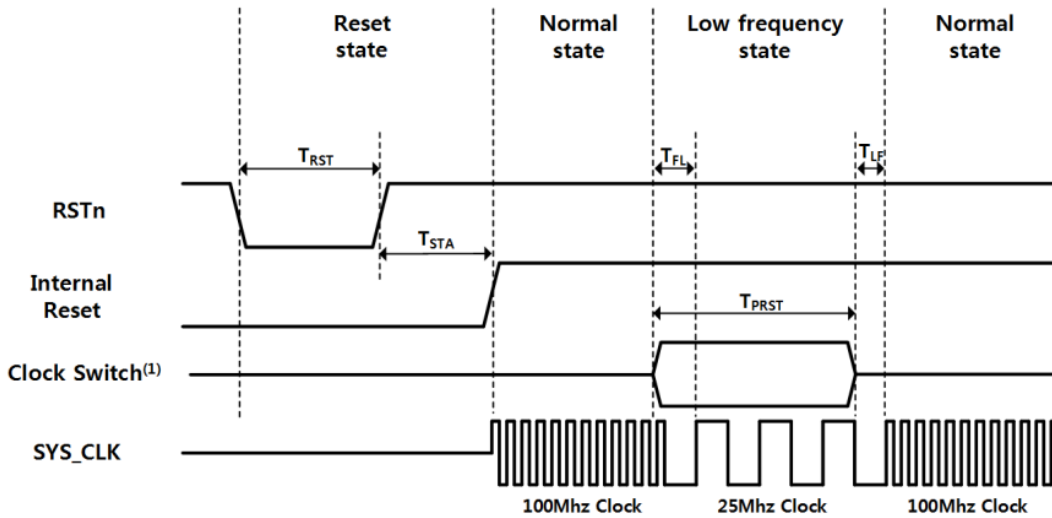 Reset
state
Normal
state
Low frequency
state
Normal
state
TRST
TFL
TLF
RSTn
TSTA
Internal
Reset
TPRST
Clock Switch(1)
SYS_CLK
100Mhz Clock
25Mhz Clock
100Mhz Clock